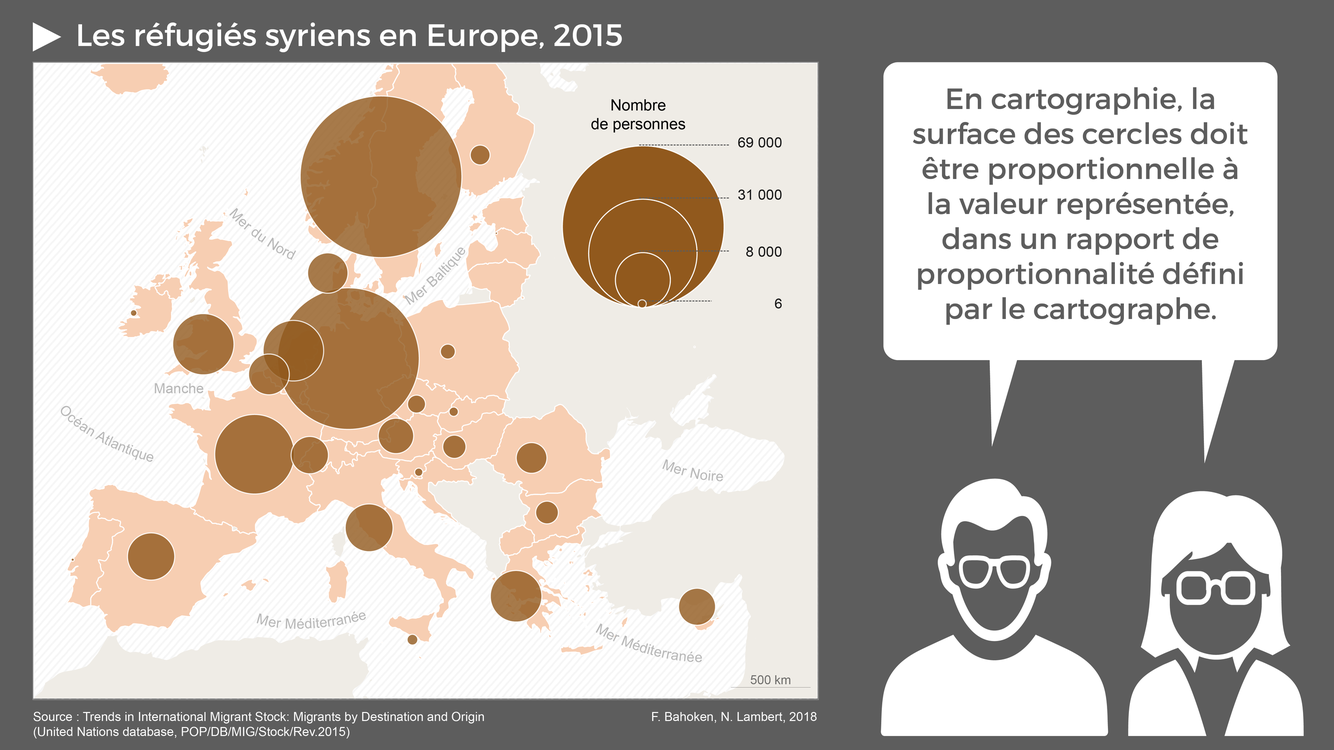 Les réfugiés syriens en Europe, 2015
Nombre
de personnes
69 000
31 000
8 000
6
Mer du Nord
Mer Baltique
Manche
Océan Atlantique
Mer Noire
Mer Méditerranée
Mer Méditerranée
500 km
Source : Trends in International Migrant Stock: Migrants by Destination and Origin
(United Nations database, POP/DB/MIG/Stock/Rev.2015)
F. Bahoken, N. Lambert, 2018
En cartographie, la
surface des cercles doit
être proportionnelle à
la valeur représentée,
dans un rapport de
proportionnalité défini
par le cartographe.